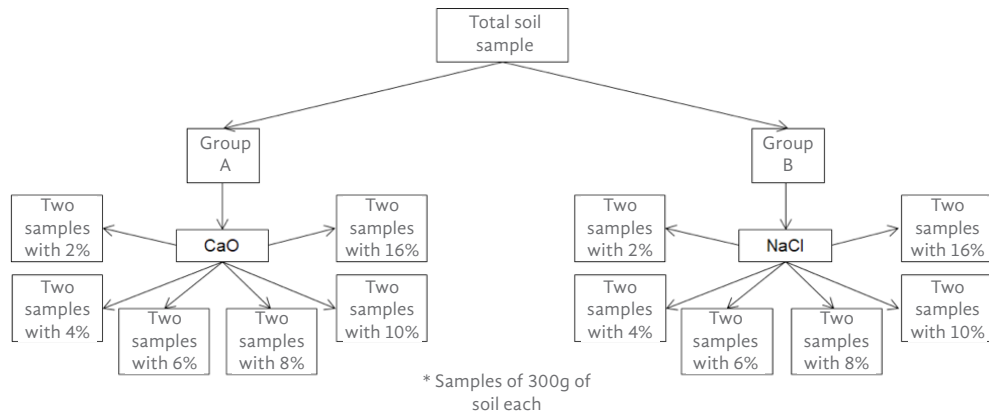 Total soil
sample
Group
A
Group
B
Two
samples
with 2%
CaO
Two
samples
with 16%
Two
samples
with 4%
Two
samples
with 6%
Two
samples
with 8%
Two
samples
with 10%
Two
samples
with 2%
NaCl
Two
samples
with 16%
Two
samples
with 4%
Two
samples
with 6%
Two
samples
with 8%
Two
samples
with 10%
* Samples of 300g of
soil each